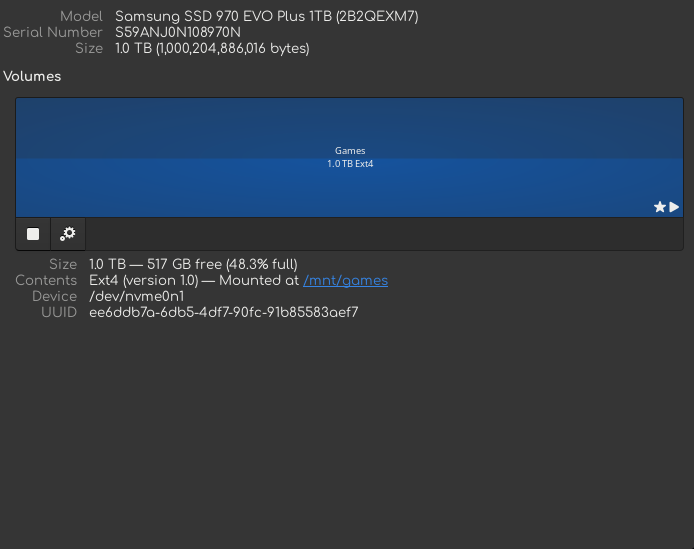 Model Samsung SSD 970 EVO Plus 1TB (2B2QEXM7)
Serial Number S59ANJ0N108970N
Size 1.0 TB (1,000,204,886,016 bytes)
Volumes
Games
1.0 TB Ext4
Size 1.0 TB — 517 GB free (48.3% full)
Contents Ext4 (version 1.0) — Mounted at /mnt/games
Device /dev/nvme0n1
UUID ee6ddb7a-6db5-4df7-90fc-91b85583aef7